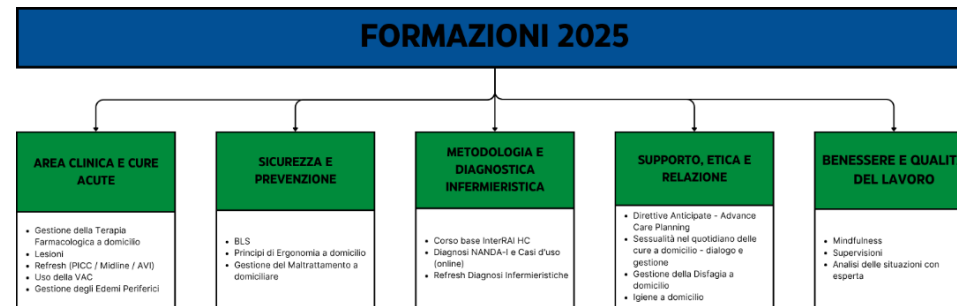 FORMAZIONI 2025
AREA CLINICA E CURE
ACUTE
• Gestione della Terapia
Farmacologica a domicilio
• Lesioni
• Refresh (PICC / Midline / AVI)
• Uso della VAC
• Gestione degli Edemi Periferici
SICUREZZA E
PREVENZIONE
• BLS
• Principi di Ergonomia a domicilio
• Gestione del Maltrattamento a
domiciliare
METODOLOGIA E
DIAGNOSTICA
INFERMIERISTICA
• Corso base InterRAI HC
• Diagnosi NANDA-I e Casi d'uso
(online)
• Refresh Diagnosi Infermieristiche
SUPPORTO, ETICA E
RELAZIONE
• Direttive Anticipate - Advance
Care Planning
• Sessualità nel quotidiano delle
cure a domicilio - dialogo e
gestione
• Gestione della Disfagia a
domicilio
• Igiene a domicilio
BENESSERE E QUALIT
DEL LAVORO
• Mindfulness
• Supervisioni
• Analisi delle situazioni con
esperta